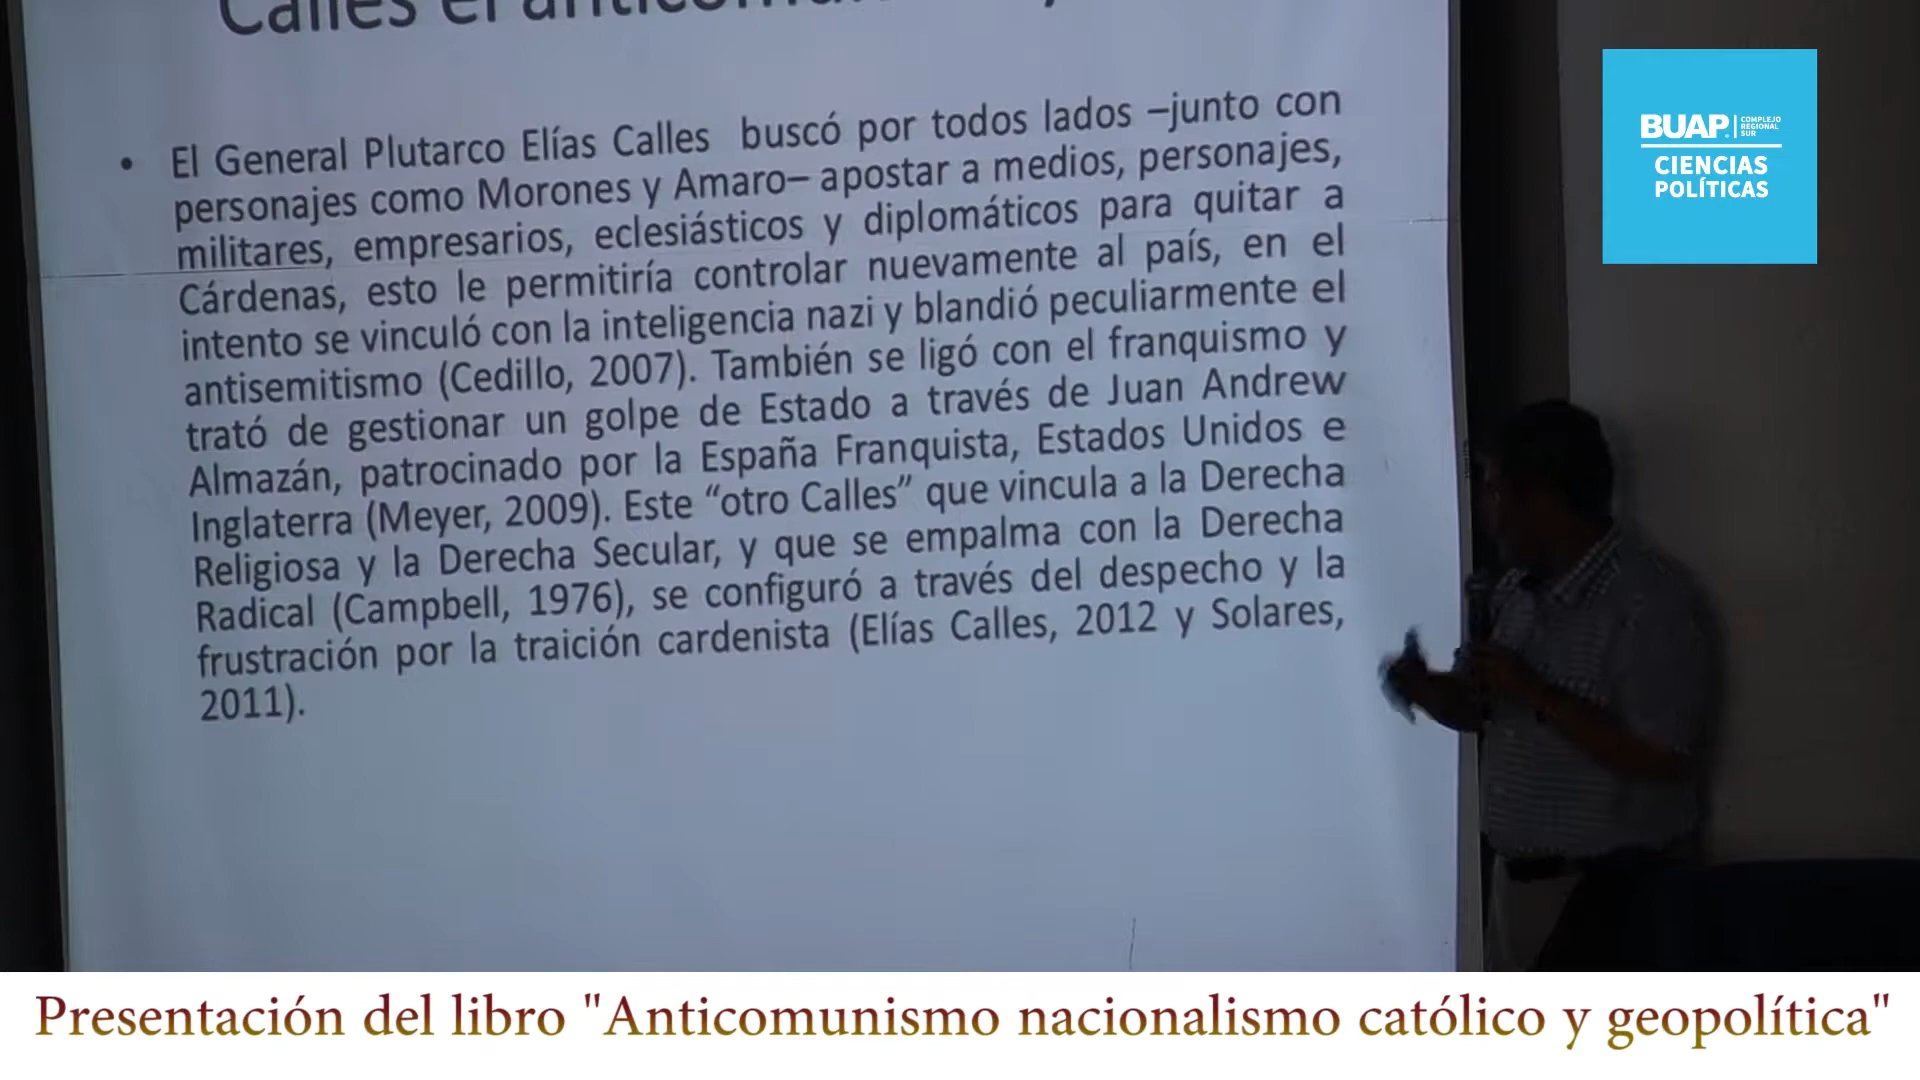 Calles el
• El General Plutarco Elías Calles buscó por todos lados –junto con
personajes como Morones y Amaro– apostar a medios, personajes,
militares, empresarios, eclesiásticos y diplomáticos para quitar a
Cárdenas, esto le permitiría controlar nuevamente al país, en el
intento se vinculó con la inteligencia nazi y blandió peculiarmente el
antisemitismo (Cedillo, 2007). También se ligó con el franquismo y
trató de gestionar un golpe de Estado a través de Juan Andrew
Almazán, patrocinado por la España Franquista, Estados Unidos e
Inglaterra (Meyer, 2009). Este “otro Calles” que vincula a la Derecha
Religiosa y la Derecha Secular, y que se empalma con la Derecha
Radical (Campbell, 1976), se configuró a través del despecho y la
frustración por la traición cardenista (Elías Calles, 2012 y Solares,
2011).
BUAP
COMPLEJO
REGIONAL
SUR
CIENCIAS
POLÍTICAS
Presentación del libro "Anticomunismo nacionalismo católico y geopolítica"